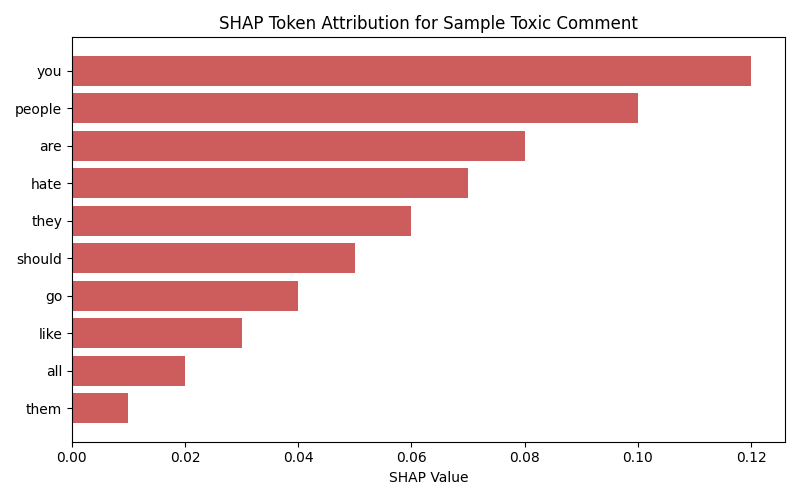 SHAP Token Attribution for Sample Toxic Comment
you
people
are
hate
they
should
go
like
all
them
0.00 0.02 0.04 0.06 0.08 0.10 0.12
SHAP Value